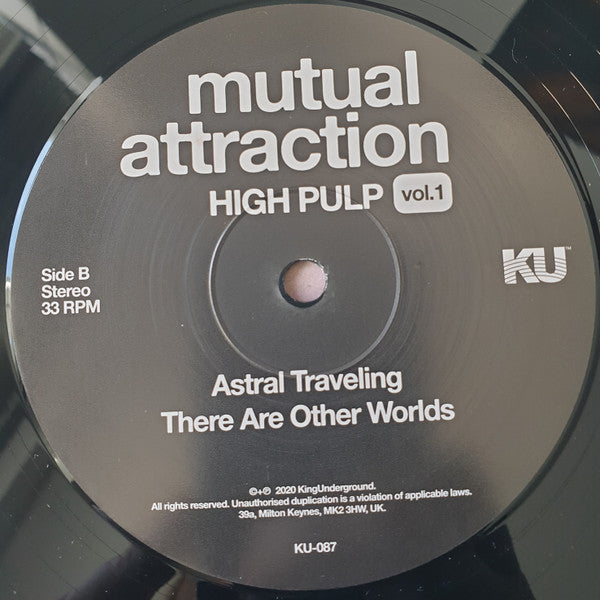 mutual
attraction
HIGH PULP vol.1
Side B
Stereo
33 RPM
KU™
Astral Traveling
There Are Other Worlds
©+℗ 2020 KingUnderground.
All rights reserved. Unauthorised duplication is a violation of applicable laws.
39a, Milton Keynes, MK2 3HW, UK.
KU-087